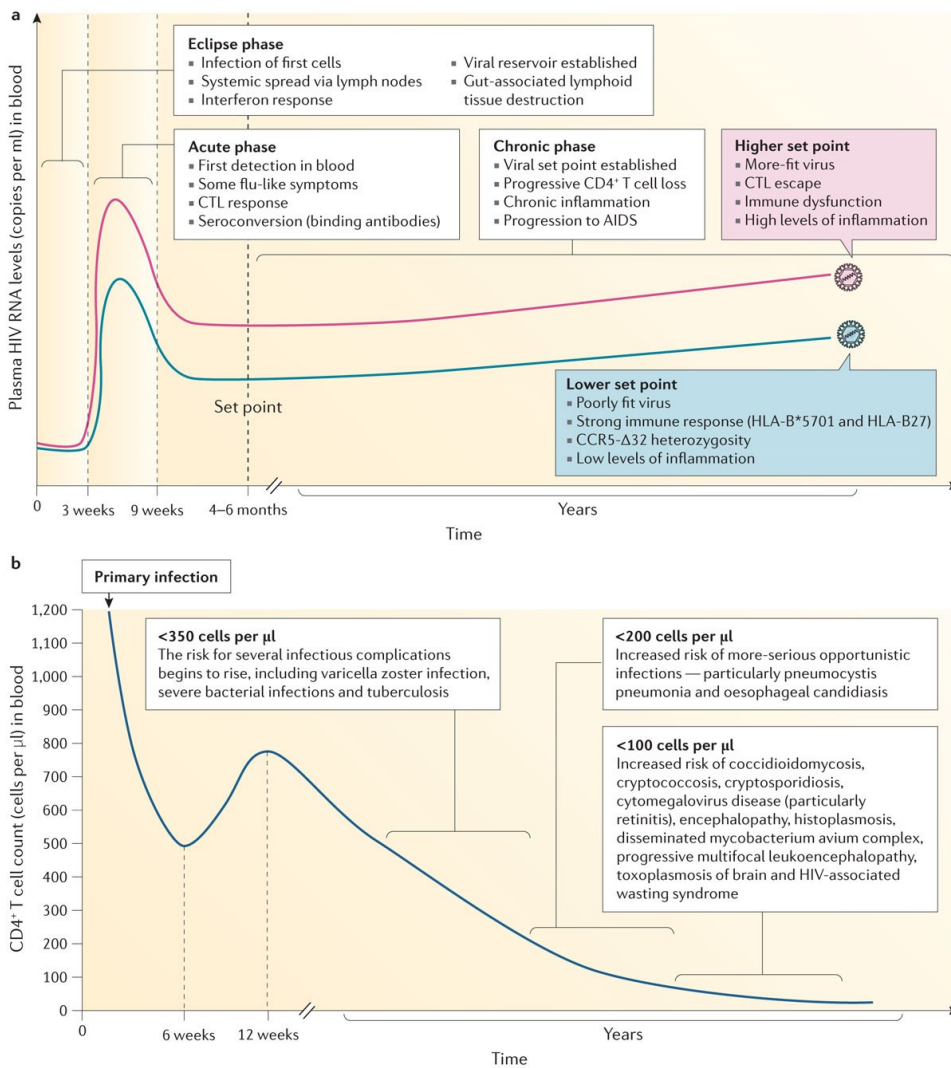 a
Plasma HIV RNA levels (copies per ml) in blood
Eclipse phase
▪ Infection of first cells
▪ Systemic spread via lymph nodes
▪ Interferon response
▪ Viral reservoir established
▪ Gut-associated lymphoid
tissue destruction
Acute phase
▪ First detection in blood
▪ Some flu-like symptoms
▪ CTL response
▪ Seroconversion (binding antibodies)
Chronic phase
▪ Viral set point established
▪ Progressive CD4⁺ T cell loss
▪ Chronic inflammation
▪ Progression to AIDS
Higher set point
▪ More-fit virus
▪ CTL escape
▪ Immune dysfunction
▪ High levels of inflammation
Set point
Lower set point
▪ Poorly fit virus
▪ Strong immune response (HLA-B*5701 and HLA-B27)
▪ CCR5-Δ32 heterozygosity
▪ Low levels of inflammation
0
3 weeks
9 weeks
4–6 months
Years
Time
b
Primary infection
CD4⁺ T cell count (cells per µl) in blood
1,200
1,100
1,000
900
800
700
600
500
400
300
200
100
0
<350 cells per µl
The risk for several infectious complications
begins to rise, including varicella zoster infection,
severe bacterial infections and tuberculosis
<200 cells per µl
Increased risk of more-serious opportunistic
infections — particularly pneumocystis
pneumonia and oesophageal candidiasis
<100 cells per µl
Increased risk of coccidioidomycosis,
cryptococcosis, cryptosporidiosis,
cytomegalovirus disease (particularly
retinitis), encephalopathy, histoplasmosis,
disseminated mycobacterium avium complex,
progressive multifocal leukoencephalopathy,
toxoplasmosis of brain and HIV-associated
wasting syndrome
0
6 weeks
12 weeks
Years
Time